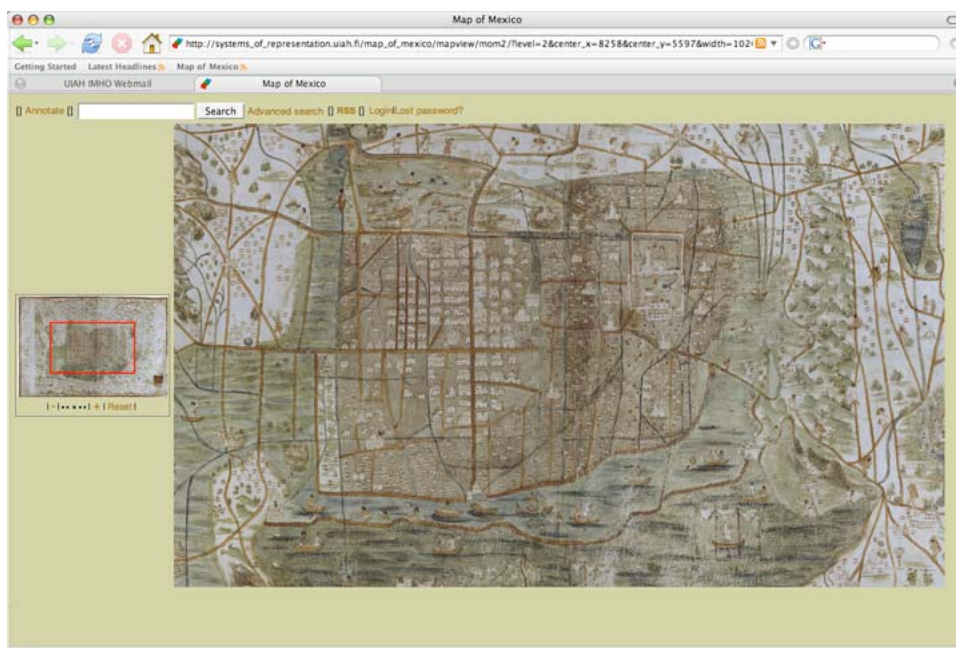 Map of Mexico
http://systems_of_representation.uiah.fi/map_of_mexico/mapview/mom2/?level=2&center_x=8258&center_y=5597&width=102
Getting Started Latest Headlines Map of Mexico
UIAH IMHO Webmail Map of Mexico
[] Annotate [] Search Advanced search [] RSS [] Login|Lost password?
| - |•• • ••| + | Reset |